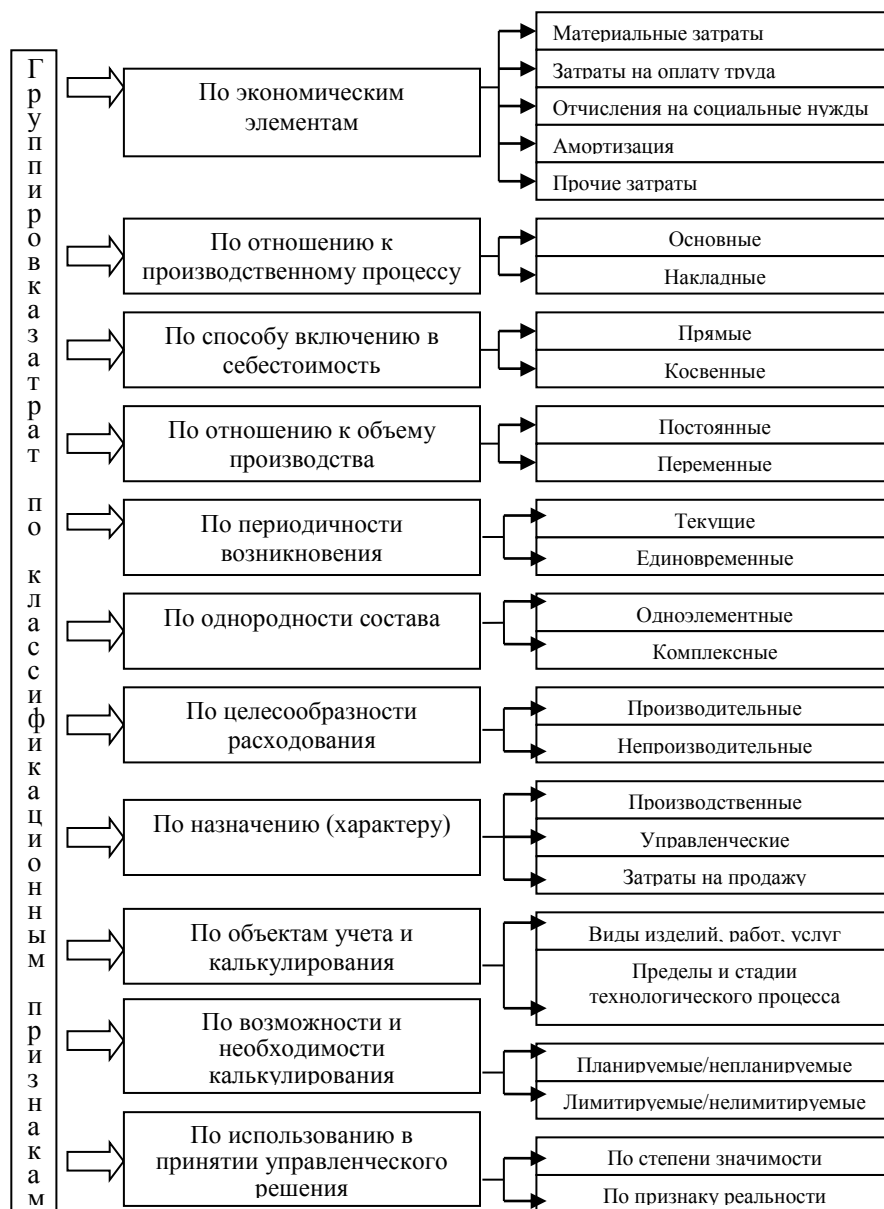 Группировка затрат по классификационным признакам
По экономическим
элементам
Материальные затраты
Затраты на оплату труда
Отчисления на социальные нужды
Амортизация
Прочие затраты
По отношению к
производственному процессу
Основные
Накладные
По способу включению в
себестоимость
Прямые
Косвенные
По отношению к объему
производства
Постоянные
Переменные
По периодичности
возникновения
Текущие
Единовременные
По однородности состава
Одноэлементные
Комплексные
По целесообразности
расходования
Производительные
Непроизводительные
По назначению (характеру)
Производственные
Управленческие
Затраты на продажу
По объектам учета и
калькулирования
Виды изделий, работ, услуг
Пределы и стадии
технологического процесса
По возможности и
необходимости
калькулирования
Планируемые/непланируемые
Лимитируемые/нелимитируемые
По использованию в
принятии управленческого
решения
По степени значимости
По признаку реальности